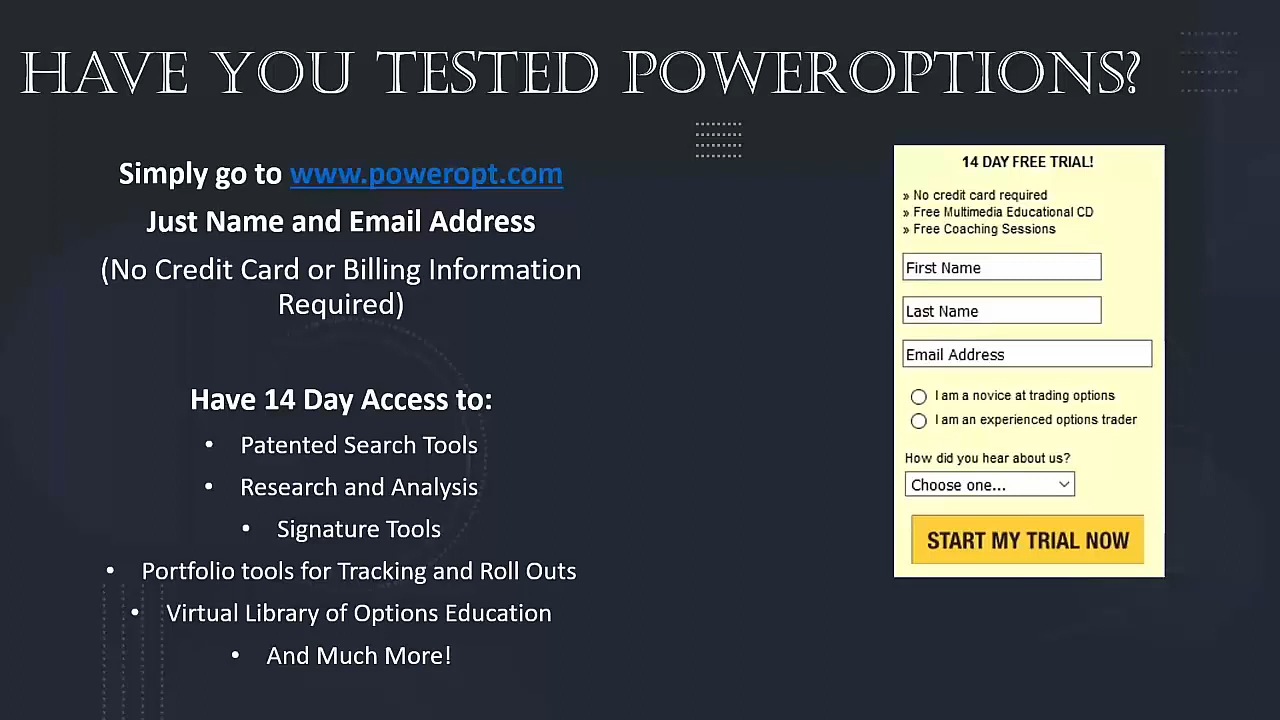 HAVE YOU TESTED POWEROPTIONS?
Simply go to www.poweropt.com
Just Name and Email Address
(No Credit Card or Billing Information
Required)
Have 14 Day Access to:
• Patented Search Tools
• Research and Analysis
• Signature Tools
• Portfolio tools for Tracking and Roll Outs
• Virtual Library of Options Education
• And Much More!
14 DAY FREE TRIAL!
» No credit card required
» Free Multimedia Educational CD
» Free Coaching Sessions
First Name
Last Name
Email Address
I am a novice at trading options
I am an experienced options trader
How did you hear about us?
Choose one...
START MY TRIAL NOW